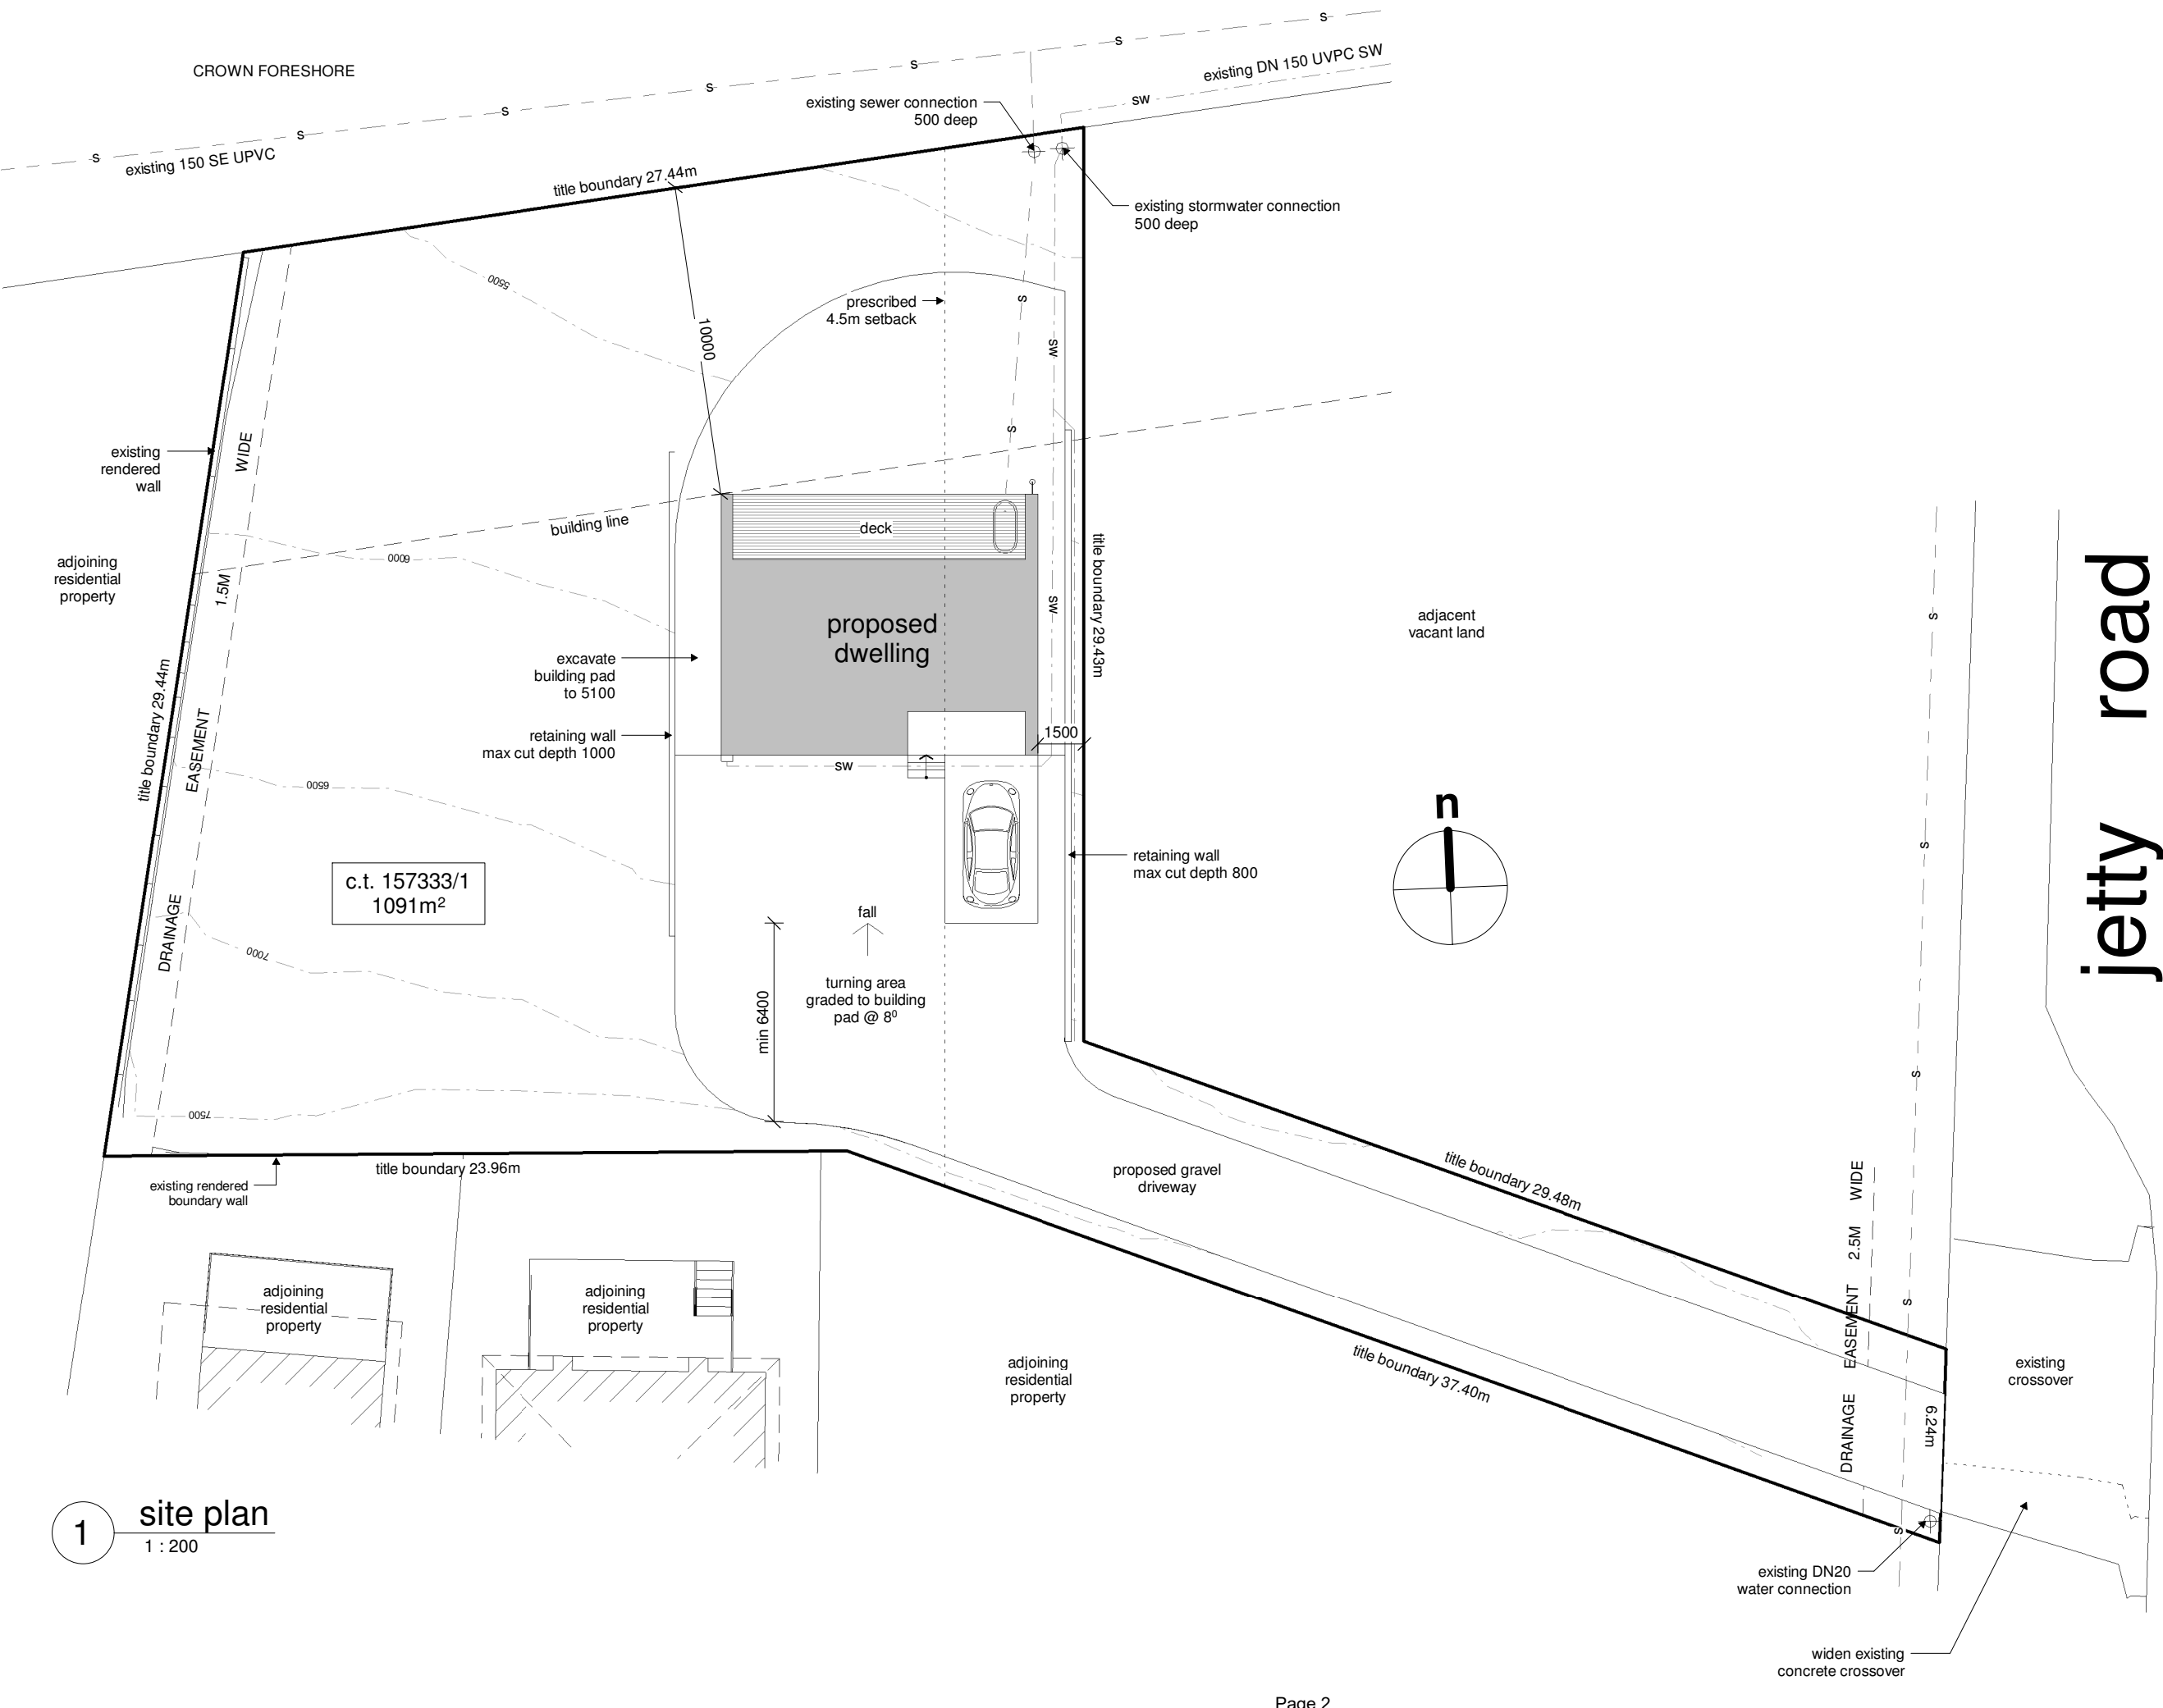 CROWN FORESHORE
existing 150 SE UPVC
S
S
S
S
S
S
S
existing DN 150 UVPC SW
SW
existing sewer connection
500 deep
existing stormwater connection
500 deep
title boundary 27.44m
5500
10000
prescribed
4.5m setback
S
SW
S
existing
rendered
wall
WIDE
1.5M
EASEMENT
DRAINAGE
building line
deck
6000
adjoining
residential
property
title boundary 29.44m
proposed
dwelling
SW
title boundary 29.43m
excavate
building pad
to 5100
retaining wall
max cut depth 1000
1500
SW
6500
adjacent
vacant land
jetty road
n
c.t. 157333/1
1091m²
retaining wall
max cut depth 800
fall
7000
turning area
graded to building
pad @ 8⁰
min 6400
7500
title boundary 23.96m
existing rendered
boundary wall
proposed gravel
driveway
title boundary 29.48m
S
S
S
S
S
DRAINAGE EASEMENT 2.5M WIDE
adjoining
residential
property
adjoining
residential
property
adjoining
residential
property
title boundary 37.40m
6.24m
existing
crossover
1
site plan
1 : 200
existing DN20
water connection
widen existing
concrete crossover
Page 2